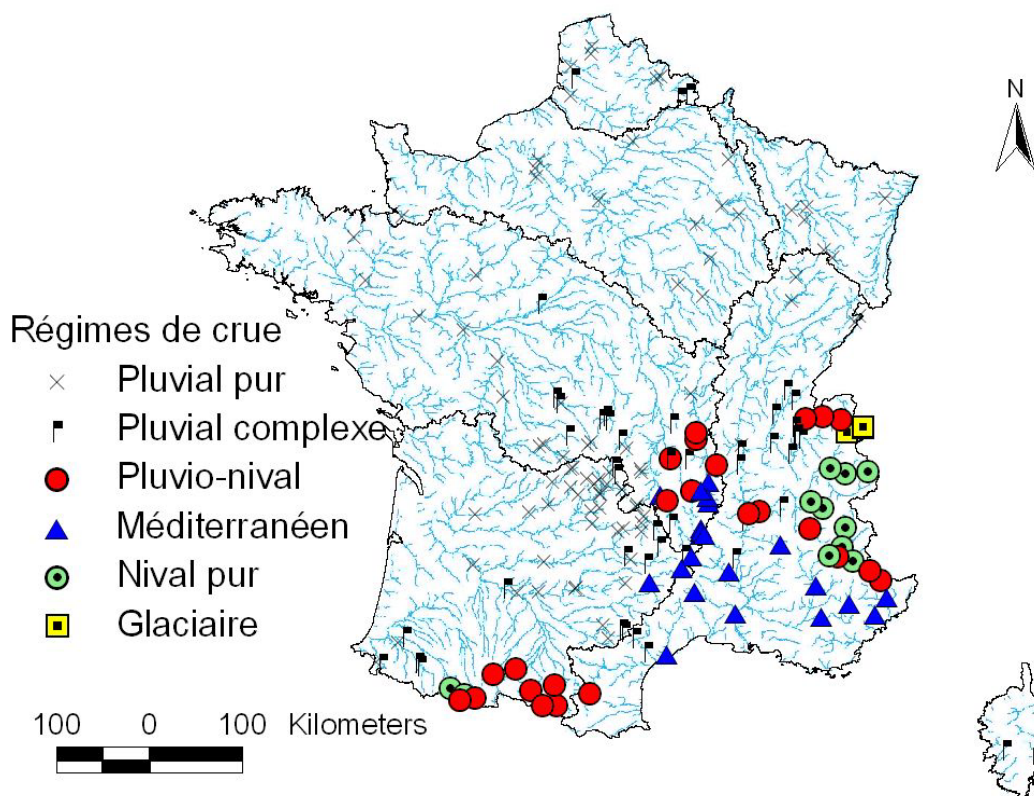 N
Régimes de crue
Pluvial pur
Pluvial complexe
Pluvio-nival
Méditerranéen
Nival pur
Glaciaire
100 0 100 Kilometers